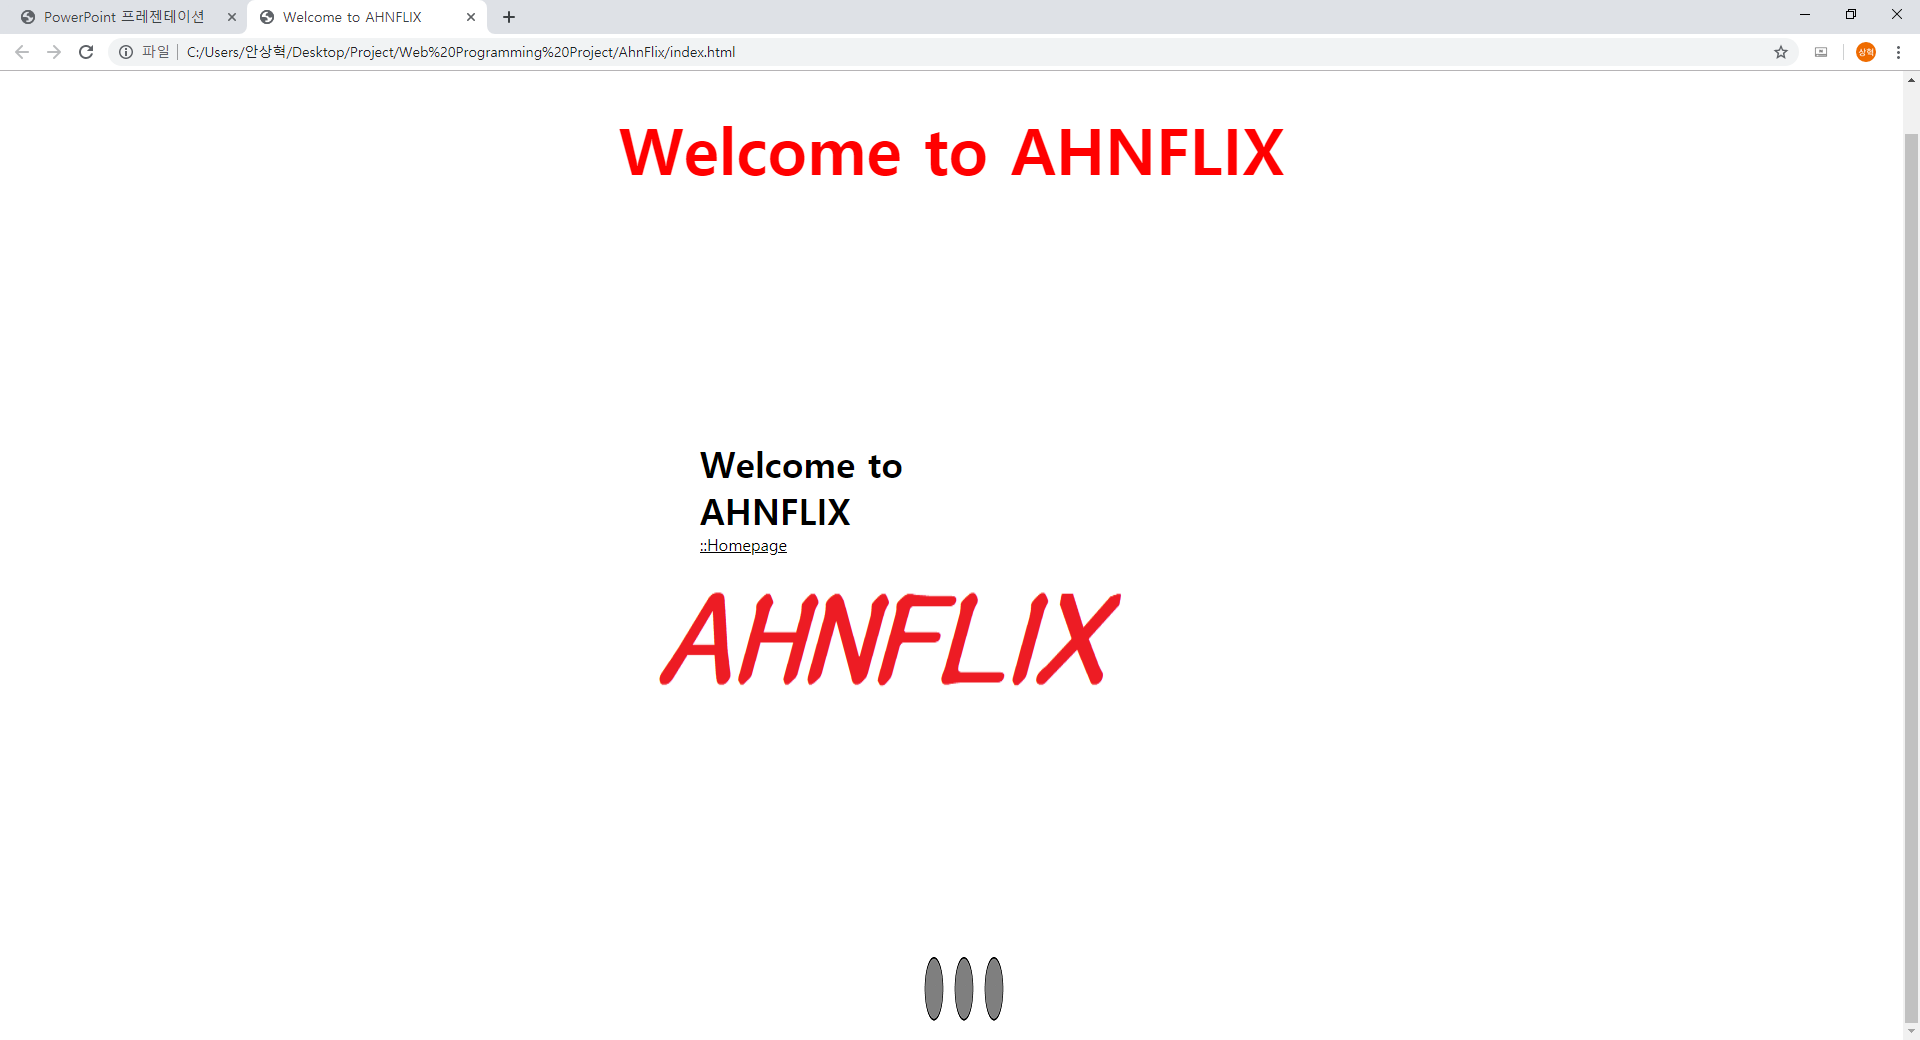 PowerPoint 프레젠테이션
Welcome to AHNFLIX
파일
C:/Users/안상혁/Desktop/Project/Web%20Programming%20Project/AhnFlix/index.html
상혁
Welcome to AHNFLIX
Welcome to
AHNFLIX
::Homepage
AHNFLIX